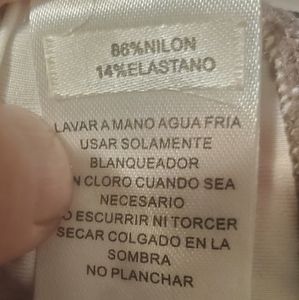 86%NILON
14%ELASTANO
LAVAR A MANO AGUA FRIA
USAR SOLAMENTE
BLANQUEADOR
N CLORO CUANDO SEA
NECESARIO
O ESCURRIR NI TORCER
SECAR COLGADO EN LA
SOMBRA
NO PLANCHAR